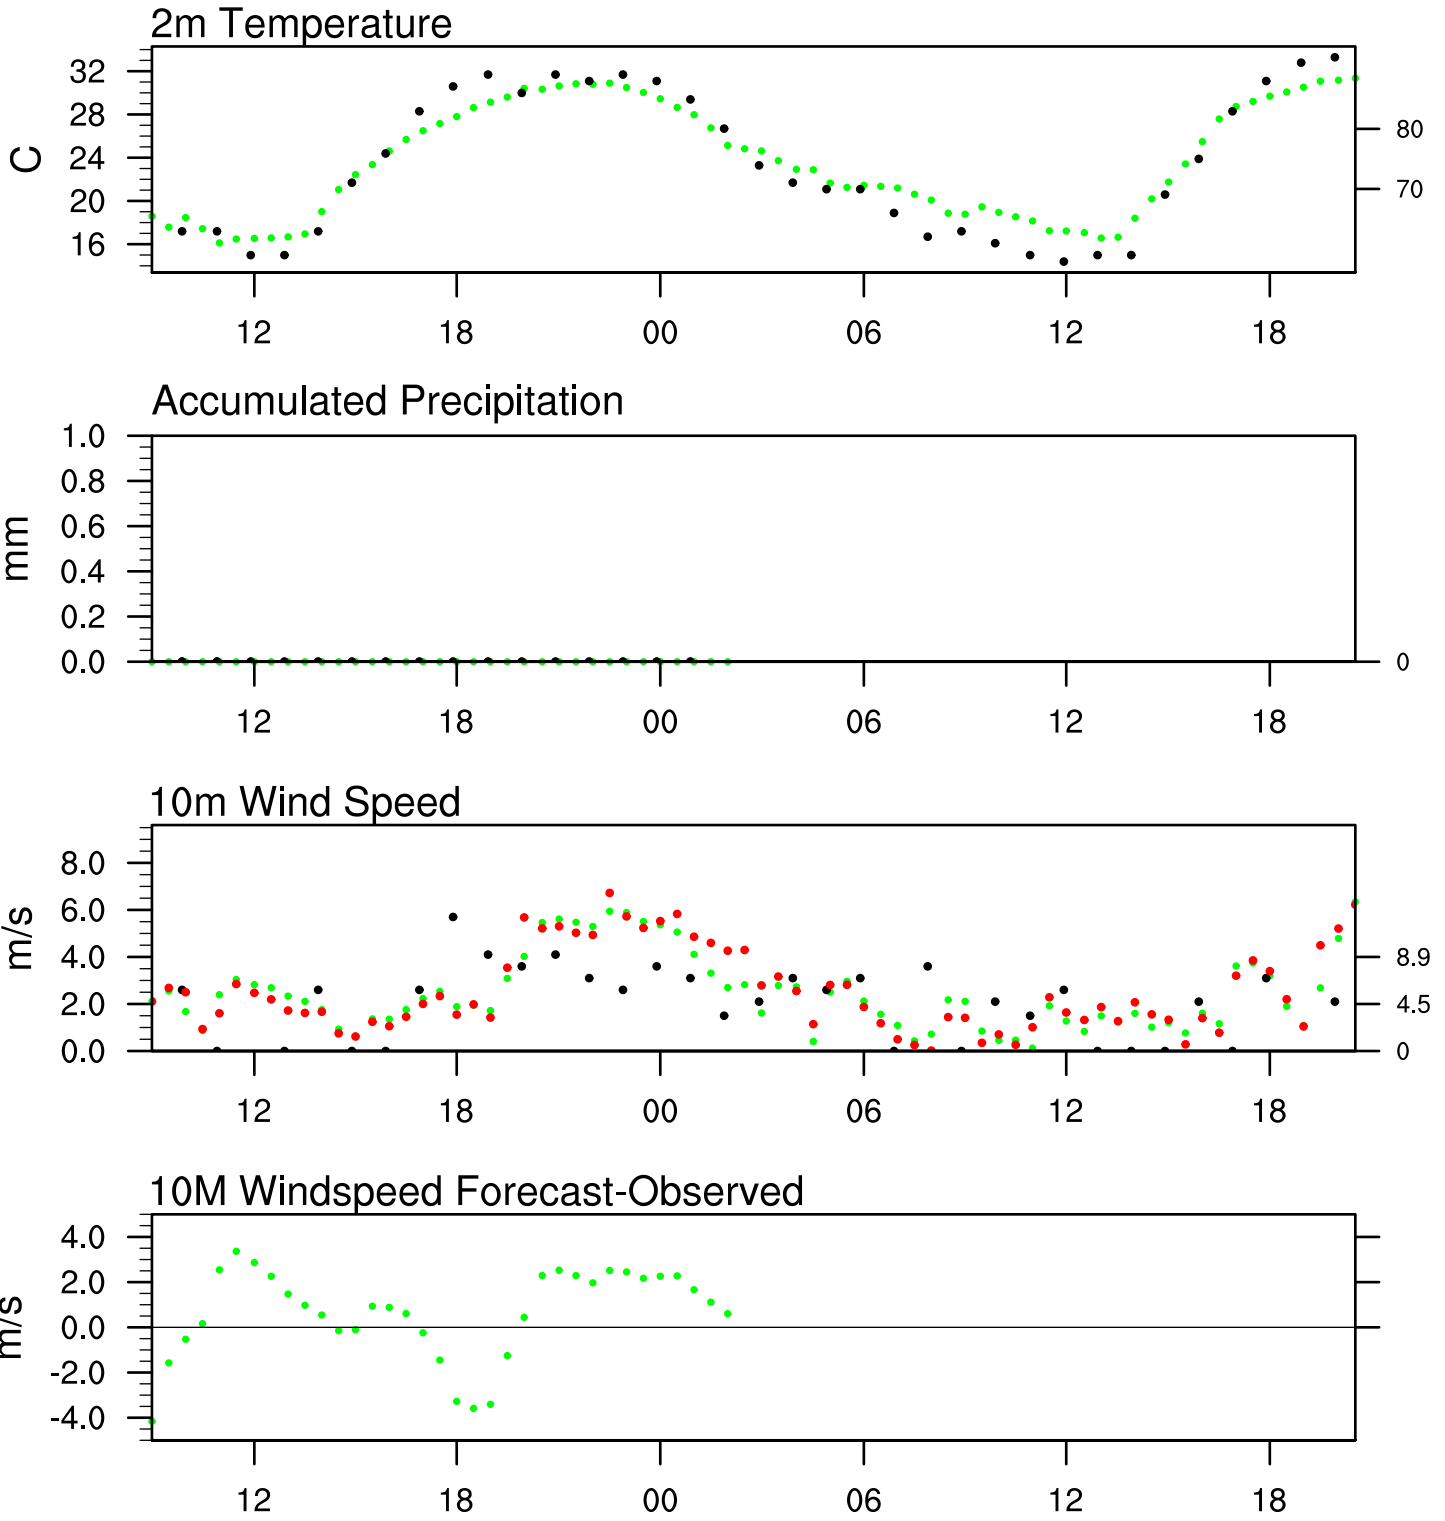 2m Temperature
32
28
24
20
16
C
80
70
12 18 00 06 12 18
Accumulated Precipitation
1.0
0.8
0.6
0.4
0.2
0.0
mm
0
12 18 00 06 12 18
10m Wind Speed
8.0
6.0
4.0
2.0
0.0
m/s
8.9
4.5
0
12 18 00 06 12 18
10M Windspeed Forecast-Observed
4.0
2.0
0.0
-2.0
-4.0
m/s
12 18 00 06 12 18